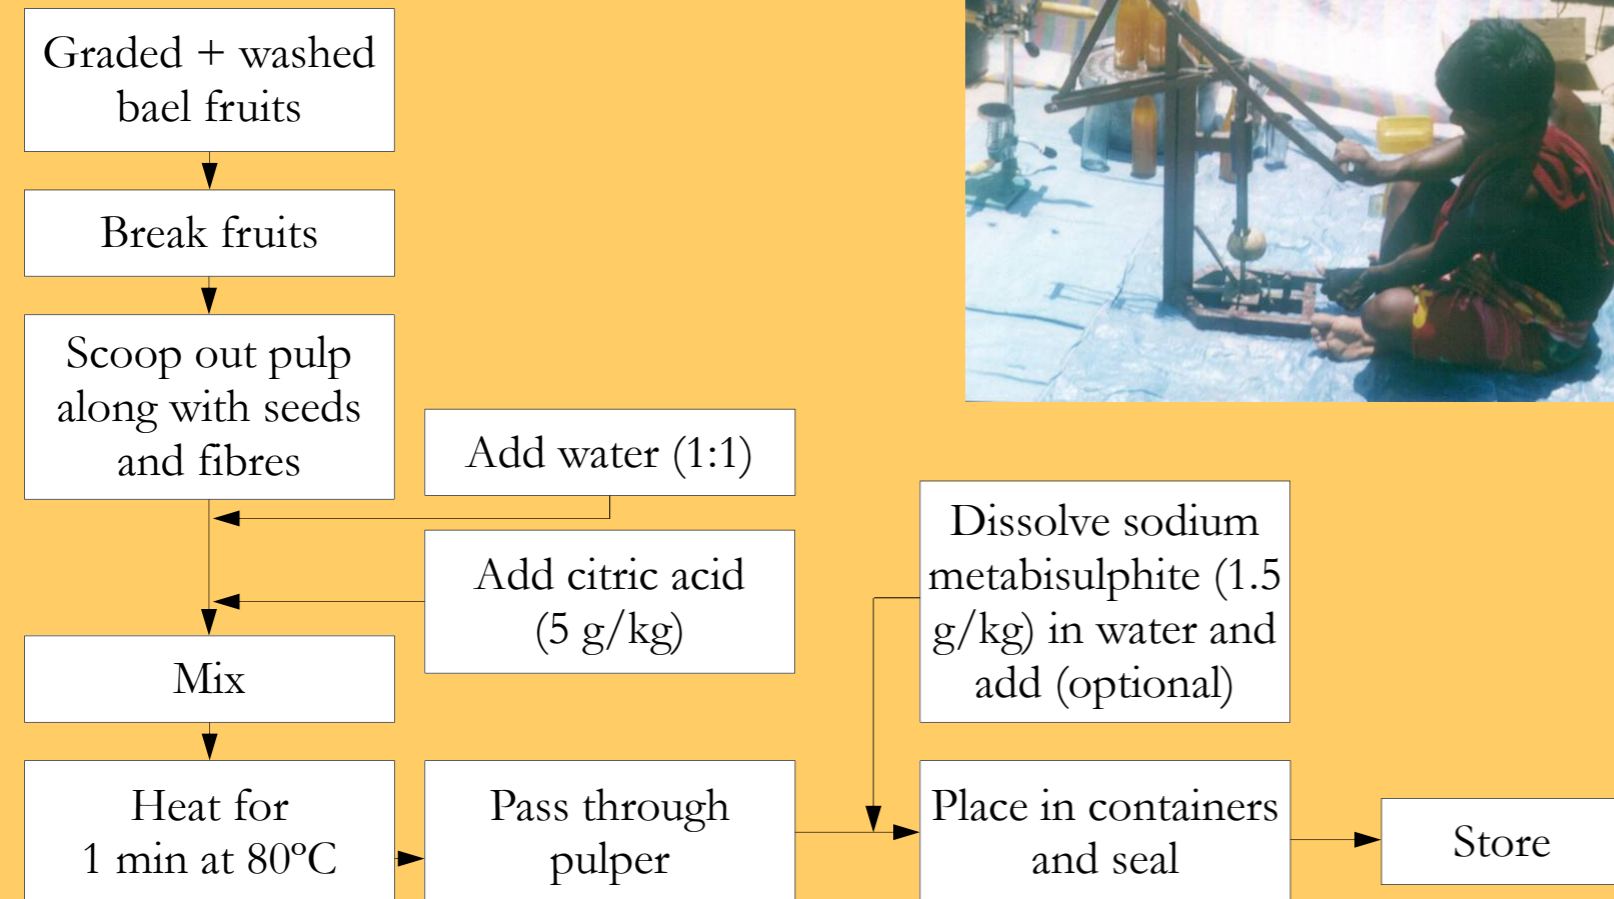 Graded + washed
bael fruits
Break fruits
Scoop out pulp
along with seeds
and fibres
Add water (1:1)
Add citric acid
(5 g/kg)
Mix
Heat for
1 min at 80ºC
Pass through
pulper
Dissolve sodium
metabisulphite (1.5
g/kg) in water and
add (optional)
Place in containers
and seal
Store